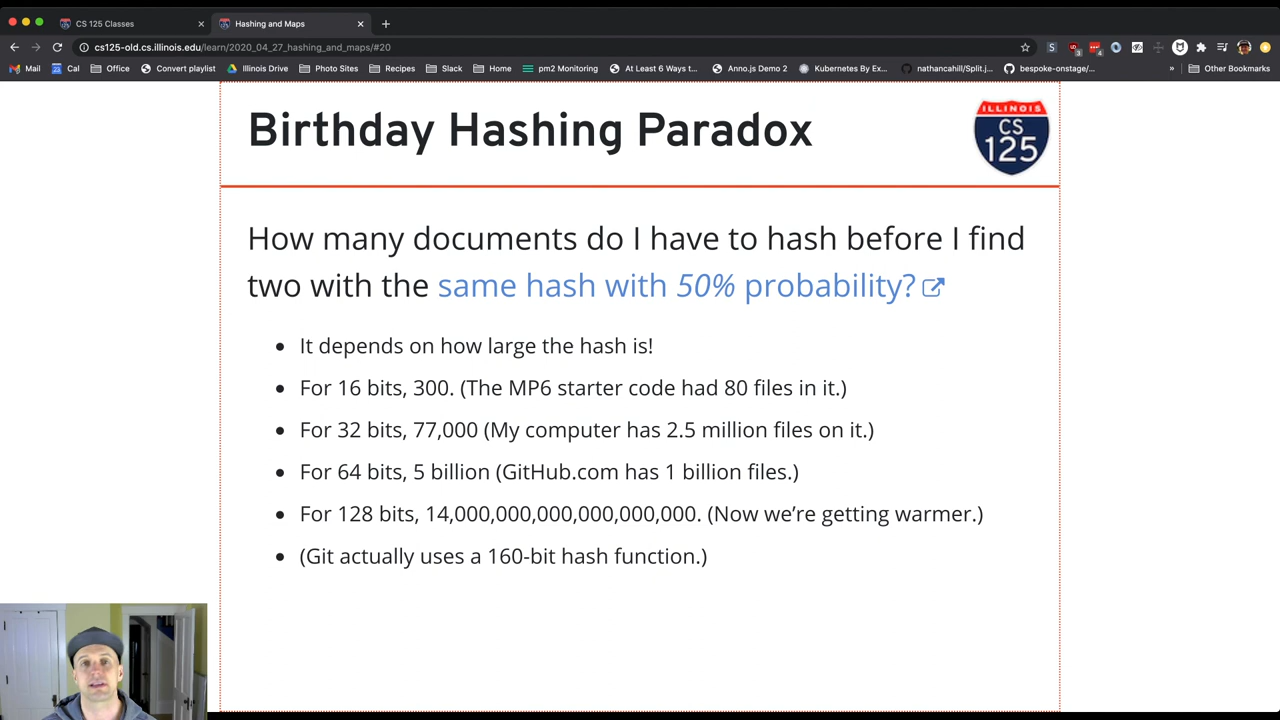 CS 125 Classes
Hashing and Maps
cs125-old.cs.illinois.edu/learn/2020_04_27_hashing_and_maps/#20
Mail Cal Office Convert playlist Illinois Drive Photo Sites Recipes Slack Home pm2 Monitoring At Least 6 Ways t... Anno.js Demo 2 Kubernetes By Ex... nathancahill/Split.j... bespoke-onstage/... » Other Bookmarks
Birthday Hashing Paradox
ILLINOIS
CS
125
How many documents do I have to hash before I find
two with the same hash with 50% probability?
• It depends on how large the hash is!
• For 16 bits, 300. (The MP6 starter code had 80 files in it.)
• For 32 bits, 77,000 (My computer has 2.5 million files on it.)
• For 64 bits, 5 billion (GitHub.com has 1 billion files.)
• For 128 bits, 14,000,000,000,000,000,000. (Now we’re getting warmer.)
• (Git actually uses a 160-bit hash function.)